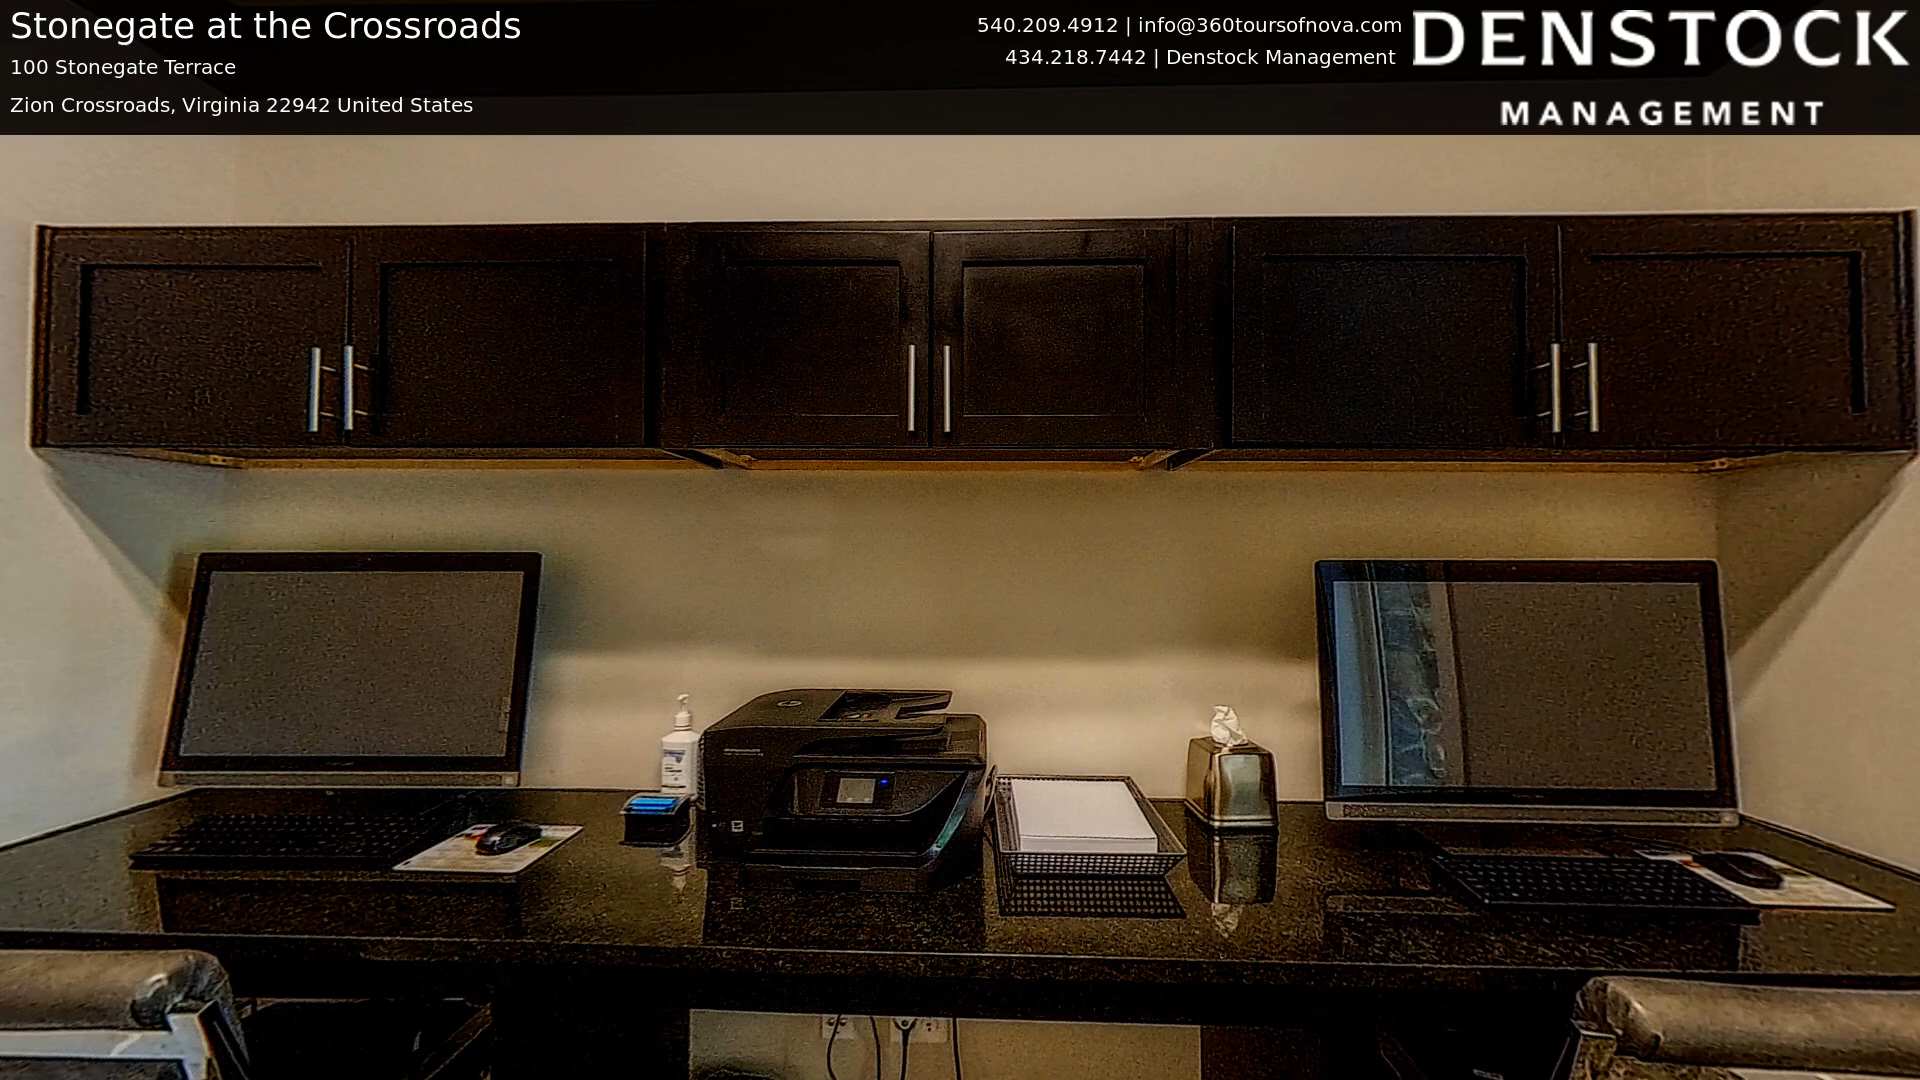 Stonegate at the Crossroads
100 Stonegate Terrace
Zion Crossroads, Virginia 22942 United States
540.209.4912 | info@360toursofnova.com
434.218.7442 | Denstock Management
DENSTOCK
MANAGEMENT
hp